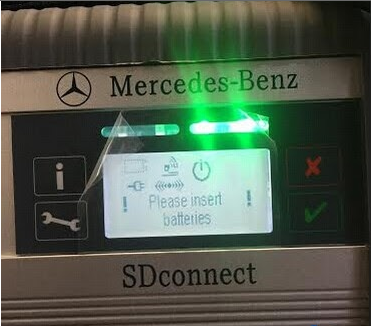 Mercedes-Benz
i
! Please insert !
batteries
SDconnect